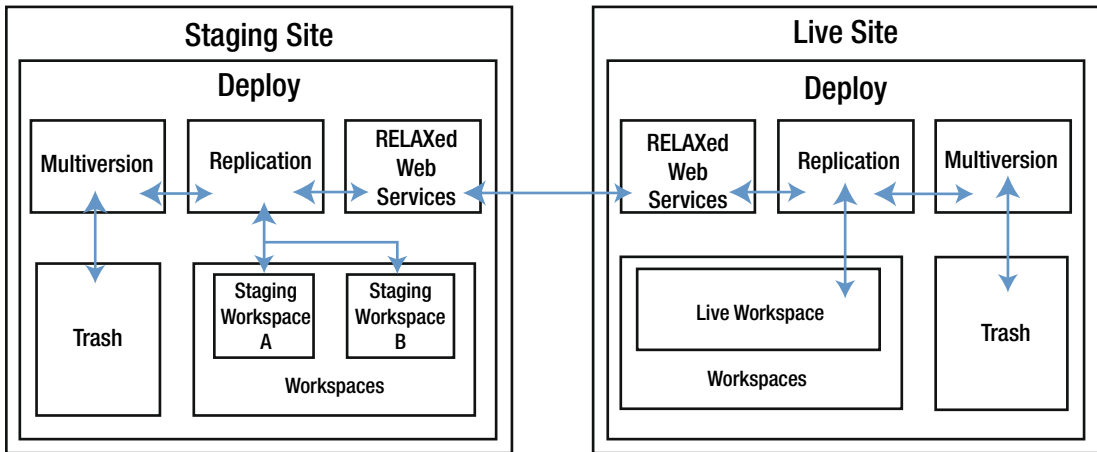 Staging Site
Deploy
Multiversion
Replication
RELAXed
Web
Services
Trash
Staging
Workspace
A
Staging
Workspace
B
Workspaces
Live Site
Deploy
RELAXed
Web
Services
Replication
Multiversion
Live Workspace
Workspaces
Trash